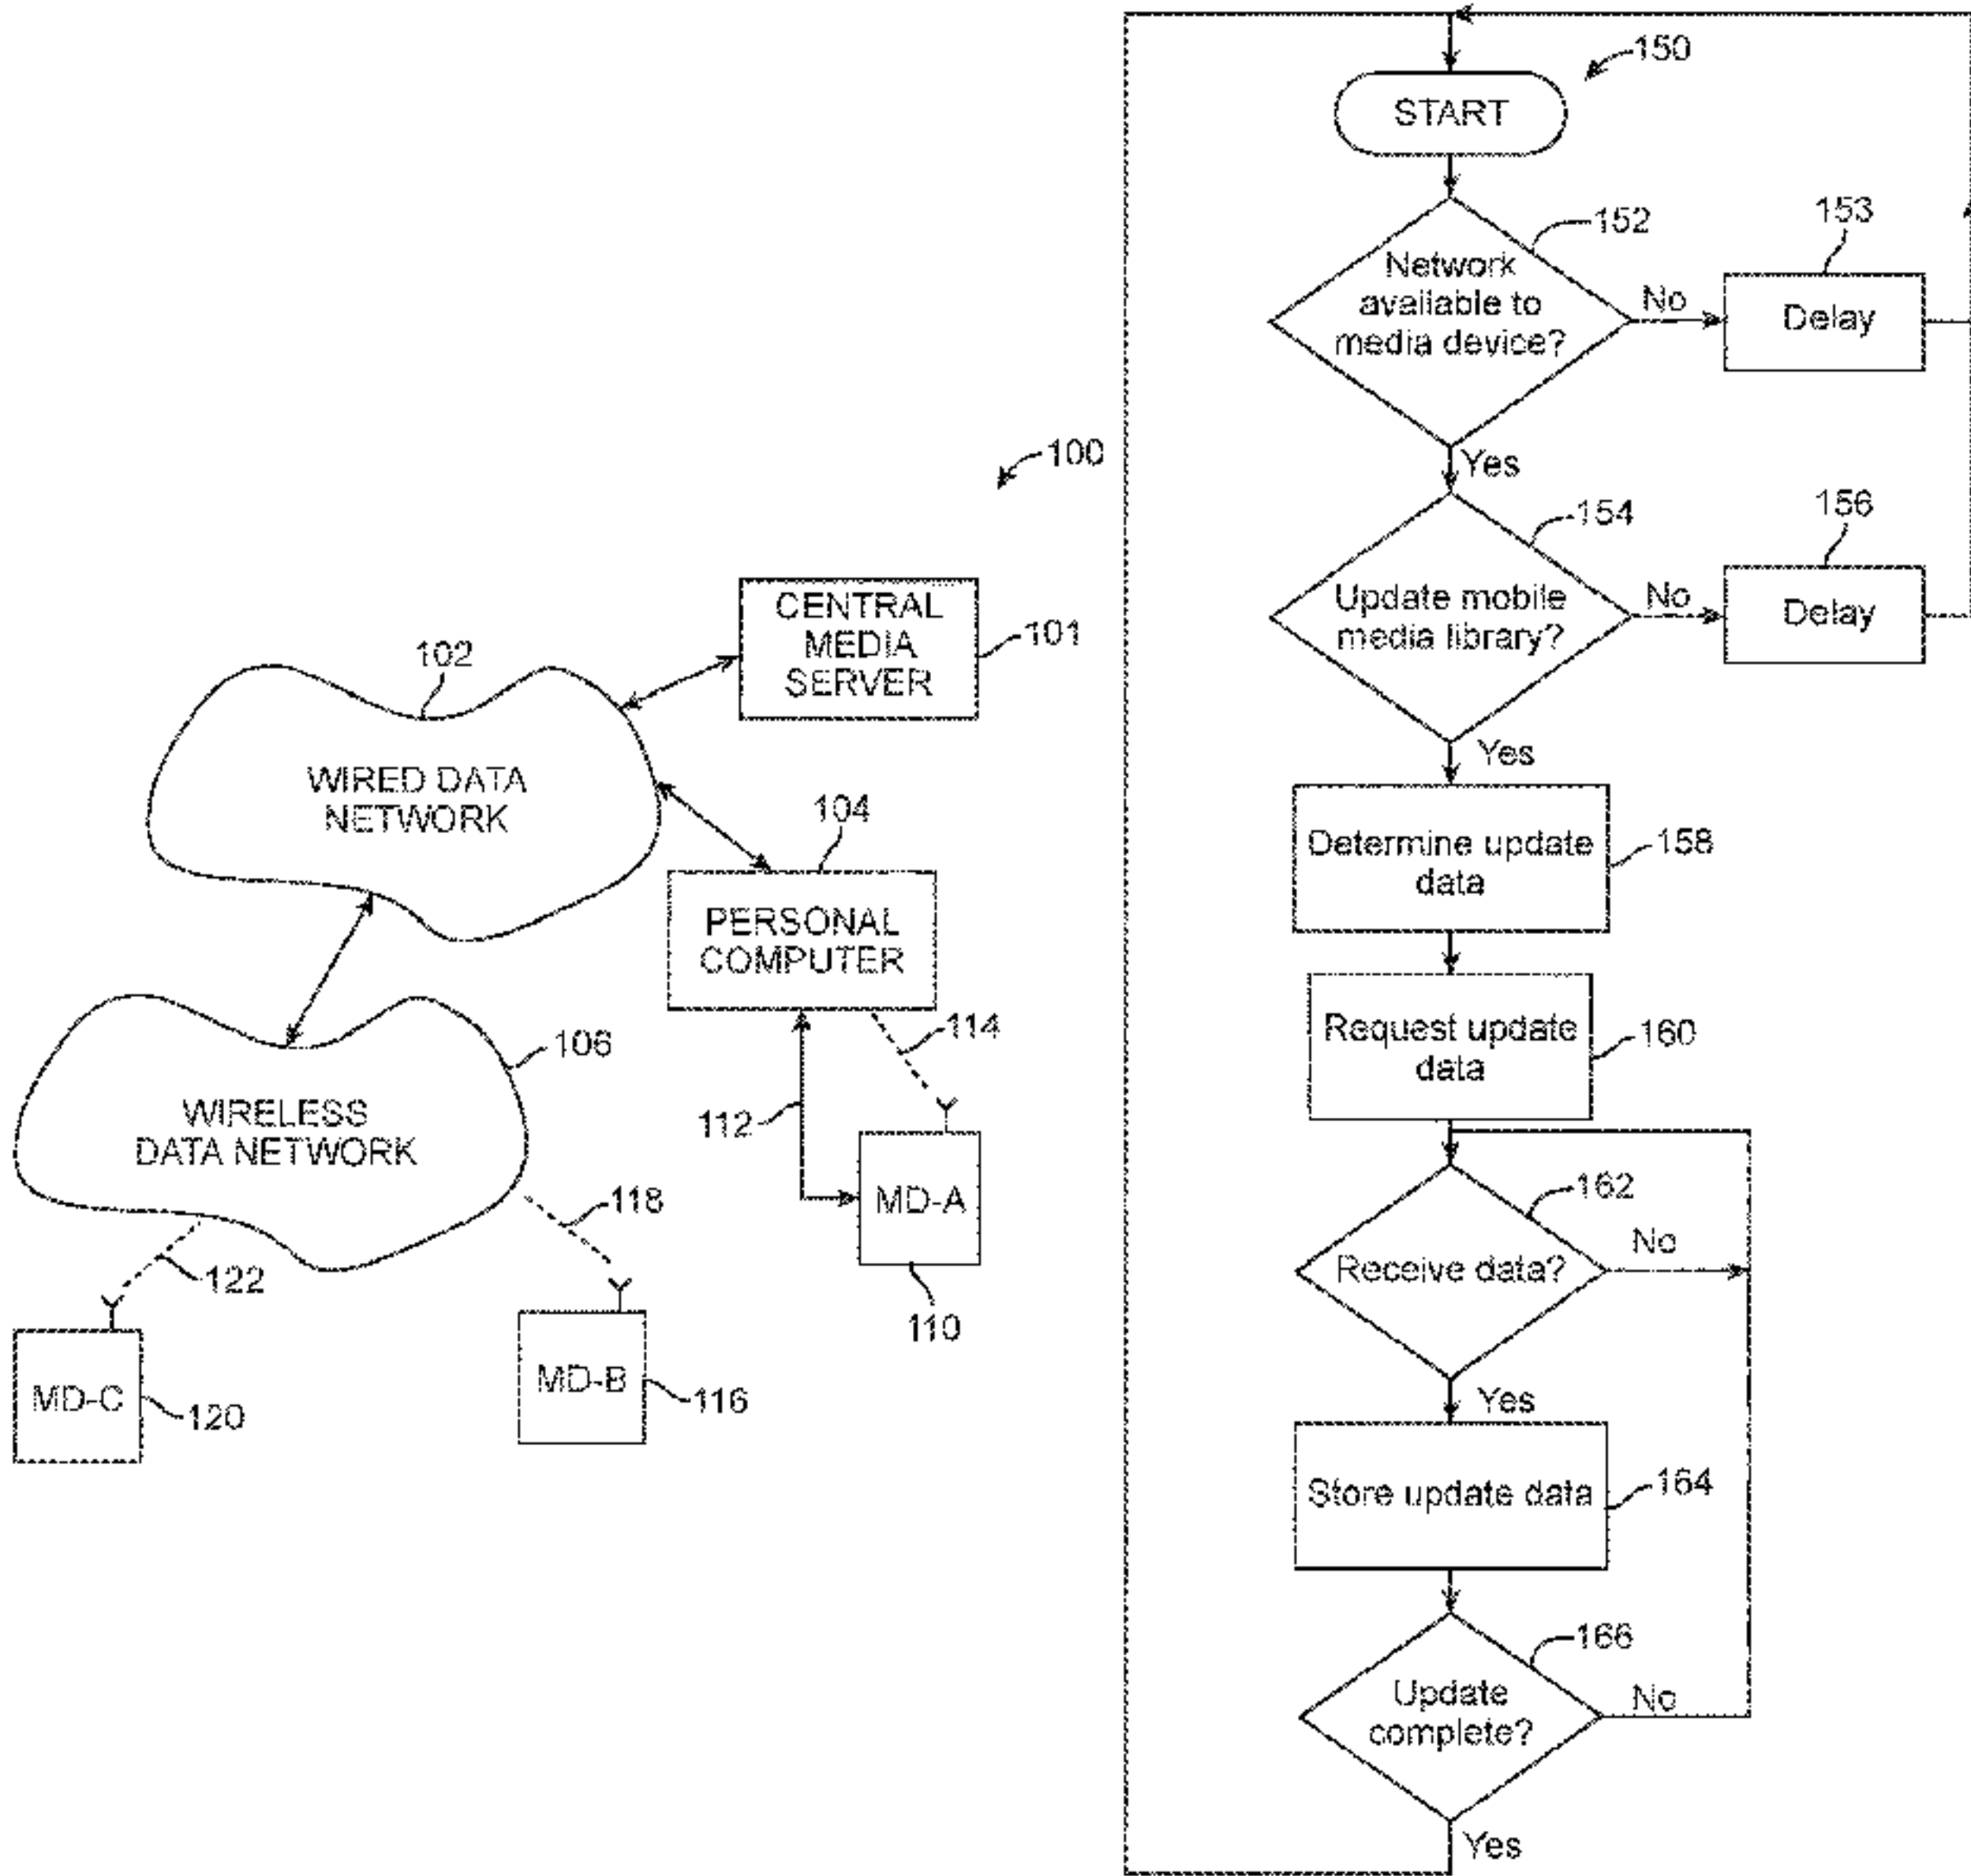 100
CENTRAL
MEDIA
SERVER
101
102
WIRED DATA
NETWORK
104
PERSONAL
COMPUTER
106
WIRELESS
DATA NETWORK
114
112
MD-A
110
118
122
MD-B
116
MD-C
120
150
START
152
Network
available to
media device?
No
153
Delay
Yes
154
Update mobile
media library?
No
156
Delay
Yes
Determine update
data
158
Request update
data
160
162
Receive data?
No
Yes
Store update data
164
166
Update
complete?
No
Yes